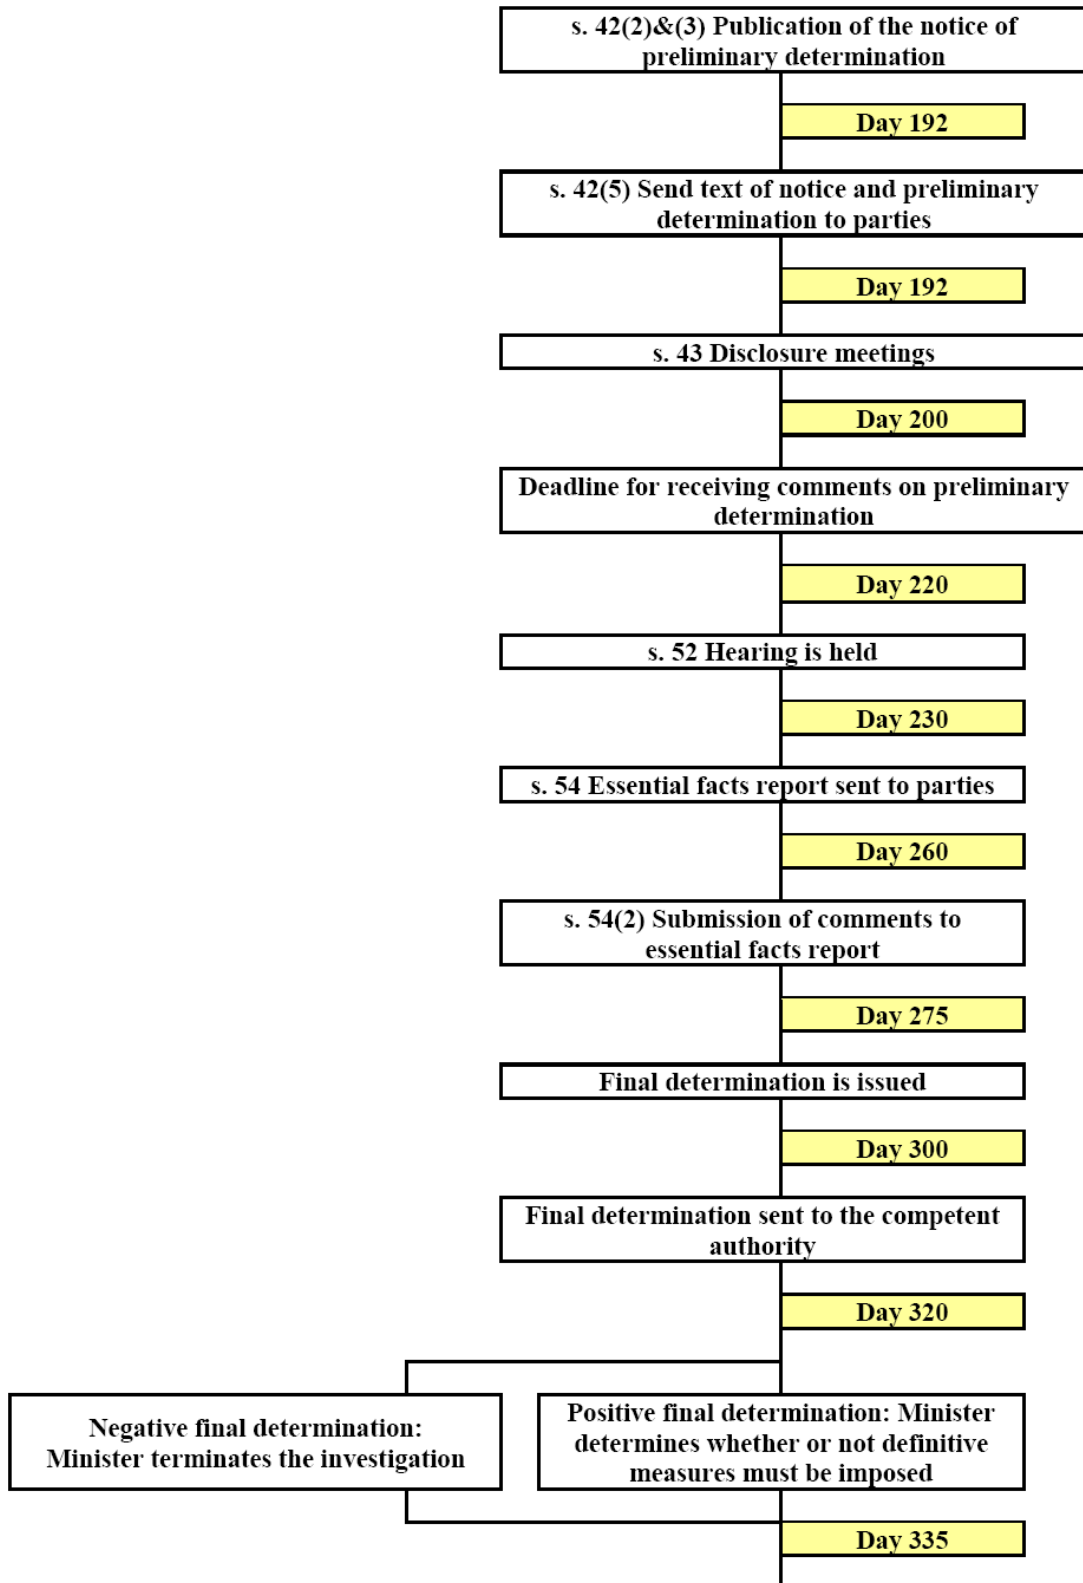 s. 42(2)&(3) Publication of the notice of
preliminary determination
Day 192
s. 42(5) Send text of notice and preliminary
determination to parties
Day 192
s. 43 Disclosure meetings
Day 200
Deadline for receiving comments on preliminary
determination
Day 220
s. 52 Hearing is held
Day 230
s. 54 Essential facts report sent to parties
Day 260
s. 54(2) Submission of comments to
essential facts report
Day 275
Final determination is issued
Day 300
Final determination sent to the competent
authority
Day 320
Negative final determination:
Minister terminates the investigation
Positive final determination: Minister
determines whether or not definitive
measures must be imposed
Day 335